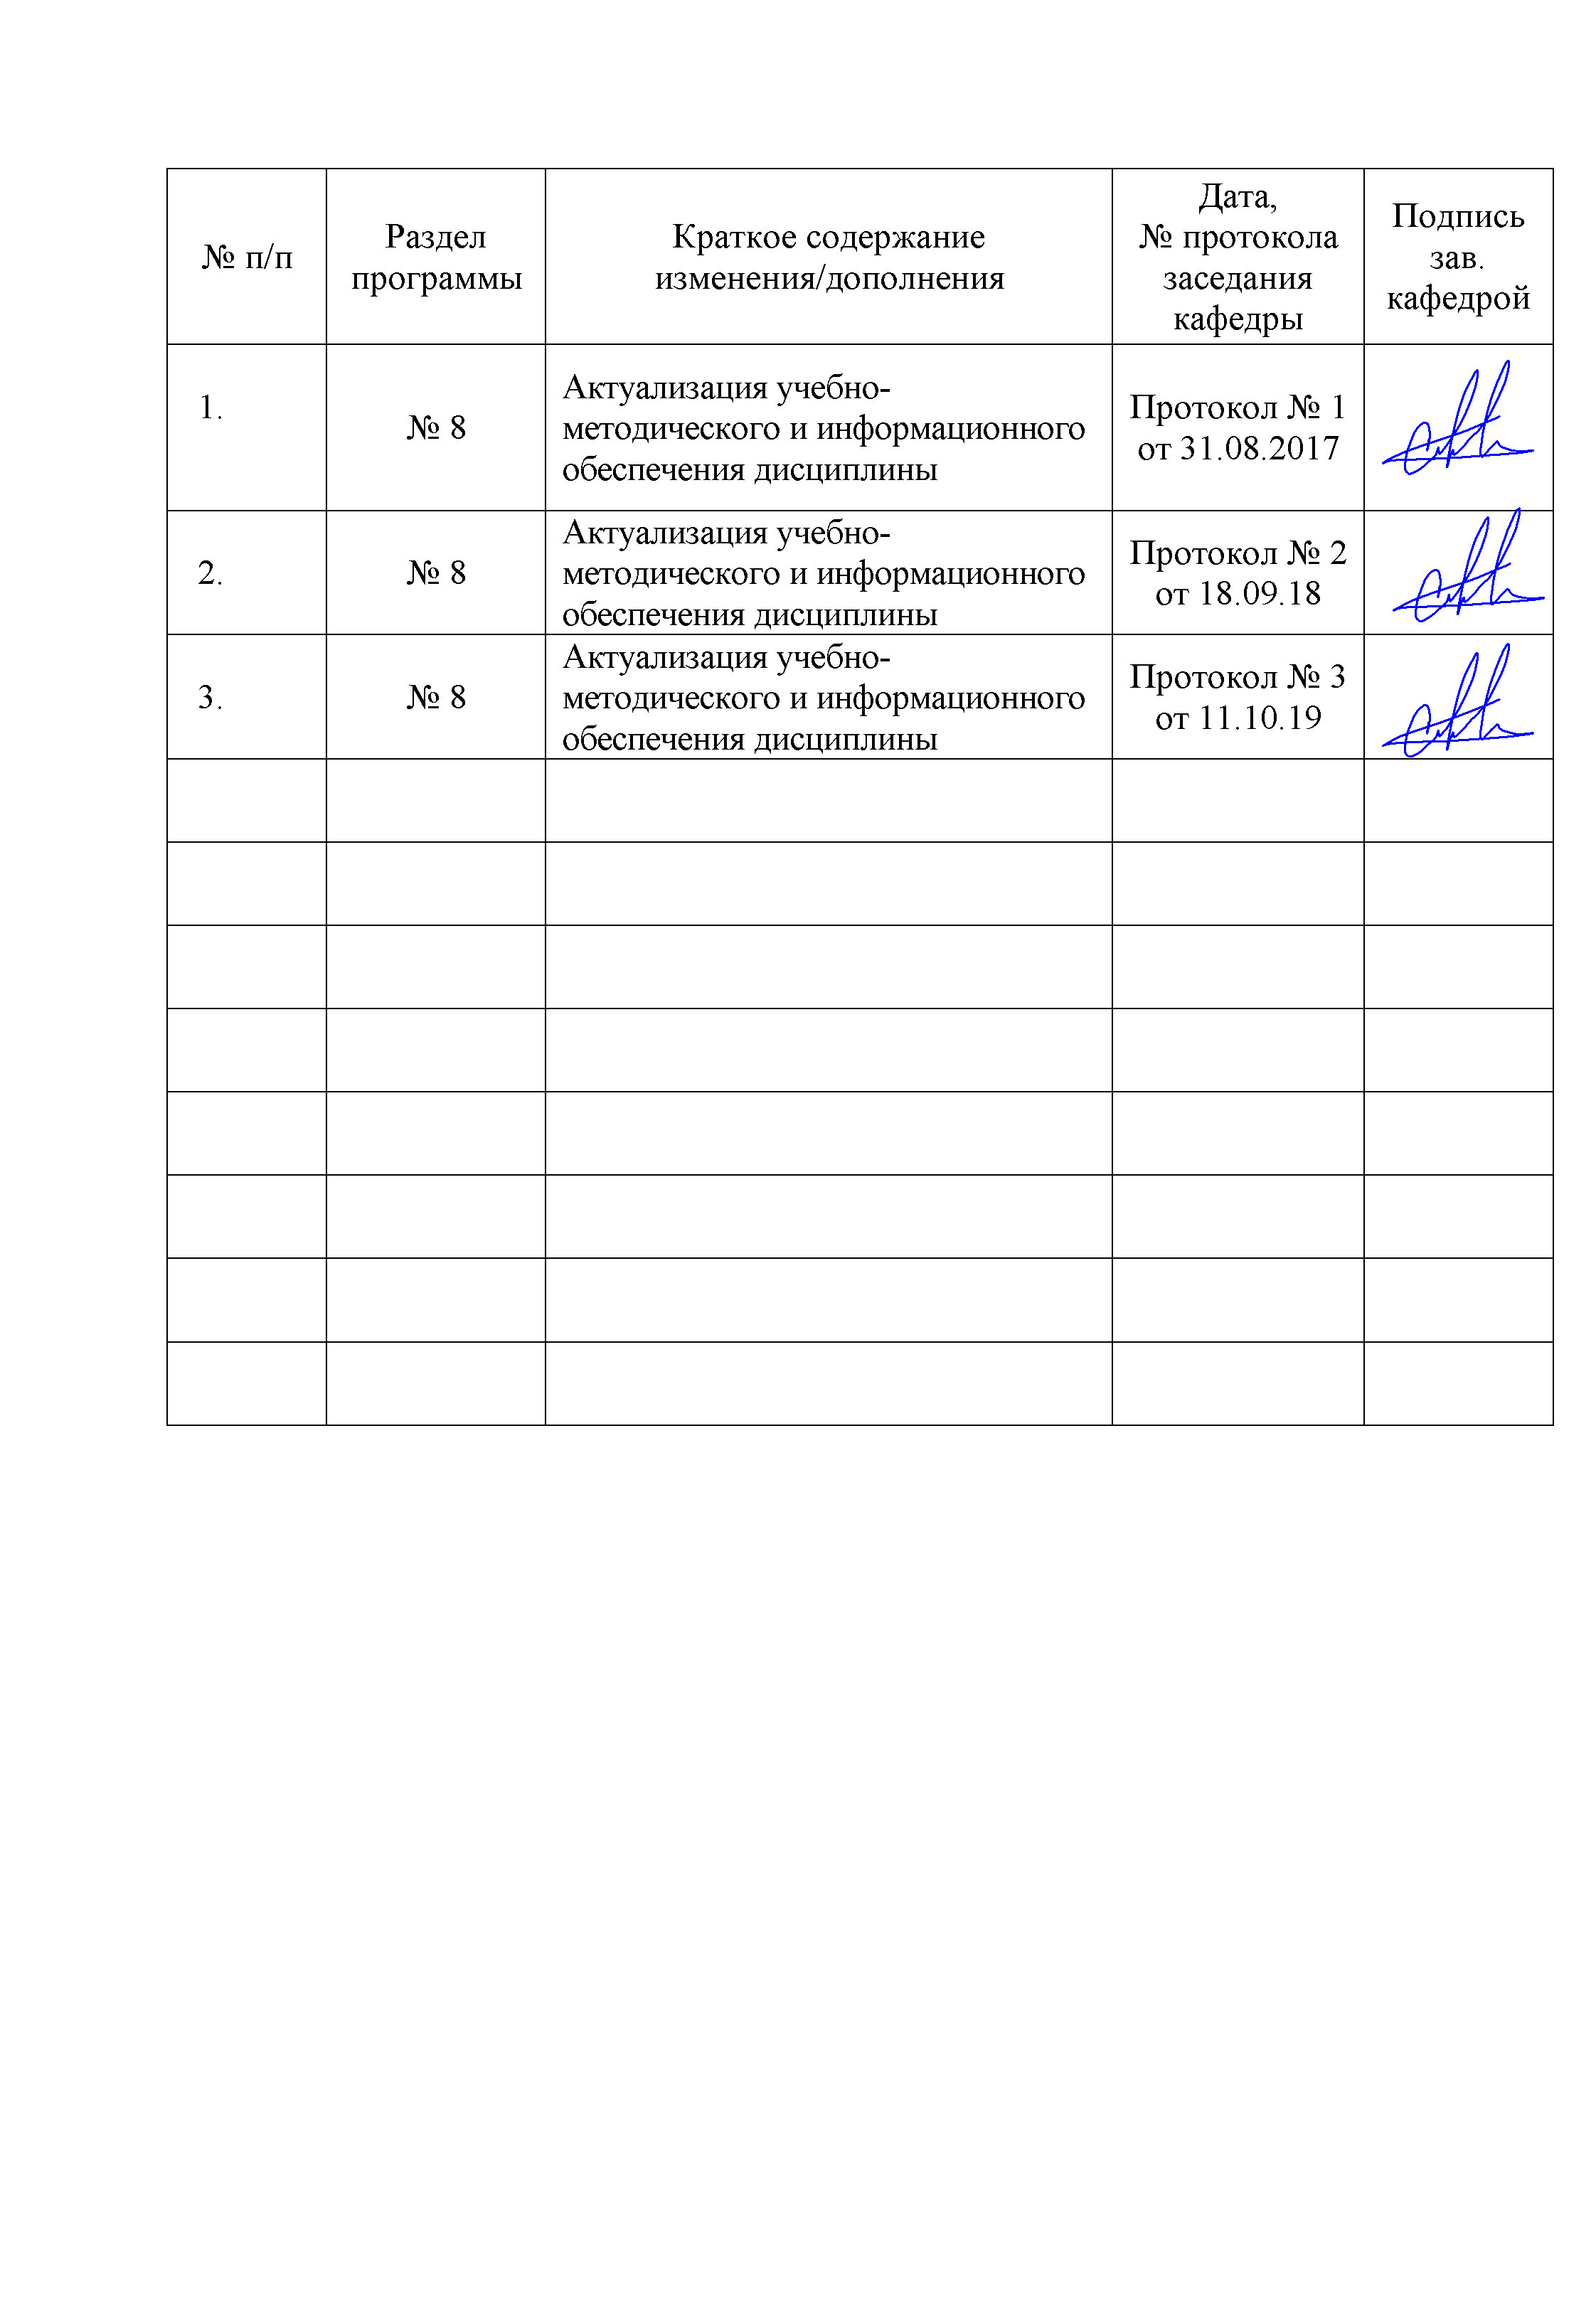 № п/п
Раздел
программы
Краткое содержание
изменения/дополнения
Дата,
№ протокола
заседания
кафедры
Подпись
зав.
кафедрой
1.
№ 8
Актуализация учебно-
методического и информационного
обеспечения дисциплины
Протокол № 1
от 31.08.2017
2.
№ 8
Актуализация учебно-
методического и информационного
обеспечения дисциплины
Протокол № 2
от 18.09.18
3.
№ 8
Актуализация учебно-
методического и информационного
обеспечения дисциплины
Протокол № 3
от 11.10.19